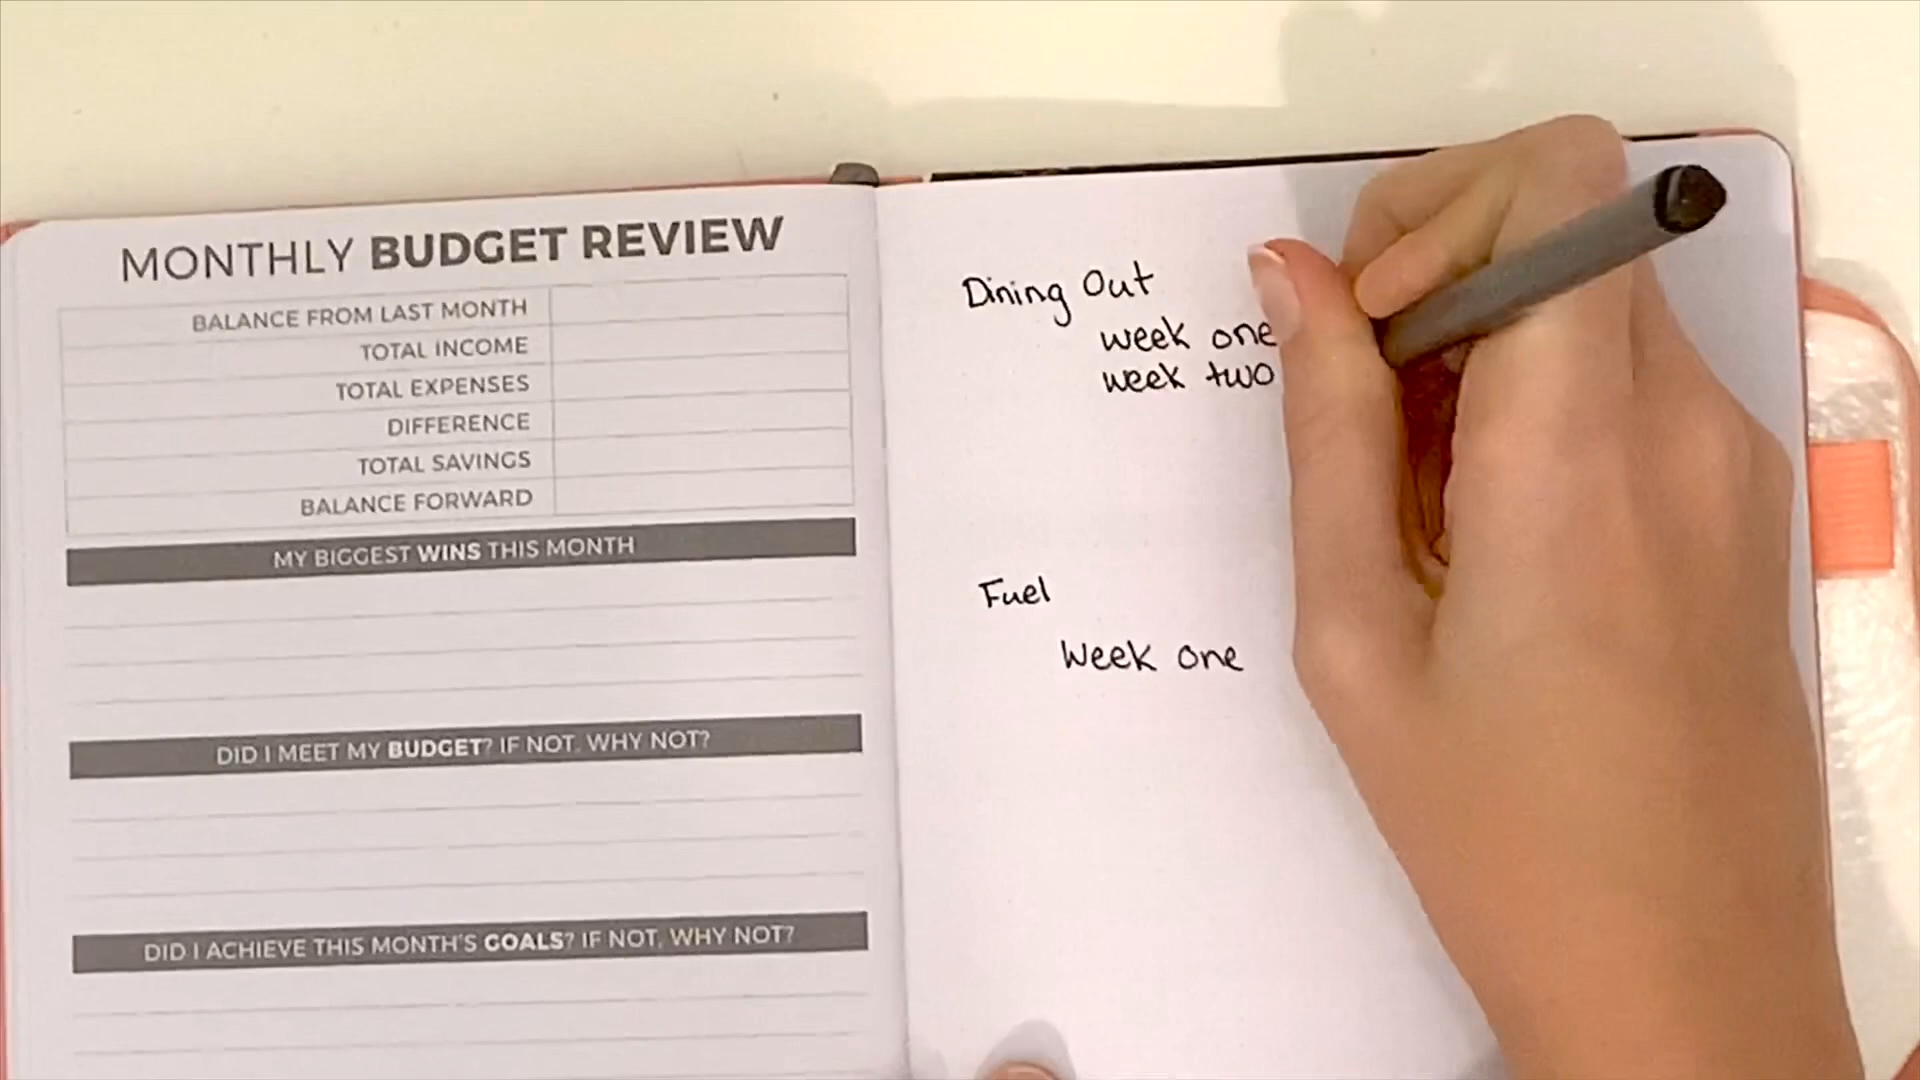 MONTHLY BUDGET REVIEW
BALANCE FROM LAST MONTH
TOTAL INCOME
TOTAL EXPENSES
DIFFERENCE
TOTAL SAVINGS
BALANCE FORWARD
MY BIGGEST WINS THIS MONTH
DID I MEET MY BUDGET? IF NOT, WHY NOT?
DID I ACHIEVE THIS MONTH'S GOALS? IF NOT, WHY NOT?
Dining Out
week one
week two
Fuel
Week one